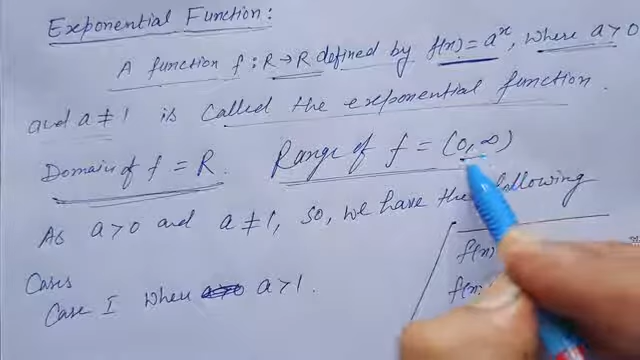 Exponential Function:
A function f: R→R defined by f(x) = a^x, where a>0
and a≠1 is called the exponential function.
Domain of f = R. Range of f = (0,∞)
As a>0 and a≠1, so, we have the following
Cases
f(x)
Case I when a>1.
f(x)